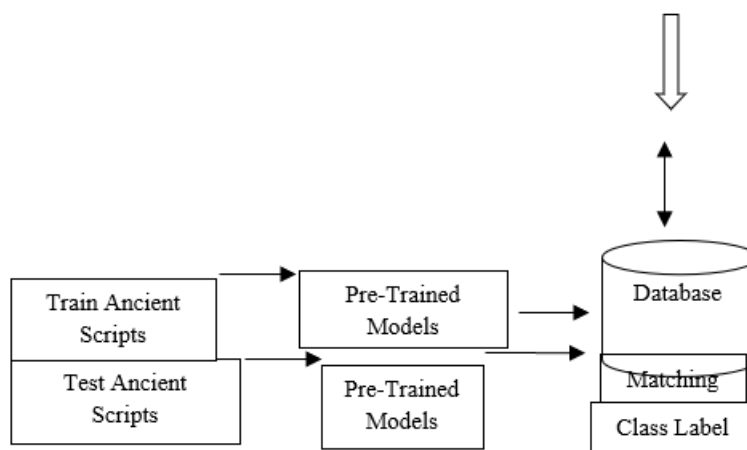 Train Ancient
Scripts
Pre-Trained
Models
Database
Test Ancient
Scripts
Pre-Trained
Models
Matching
Class Label